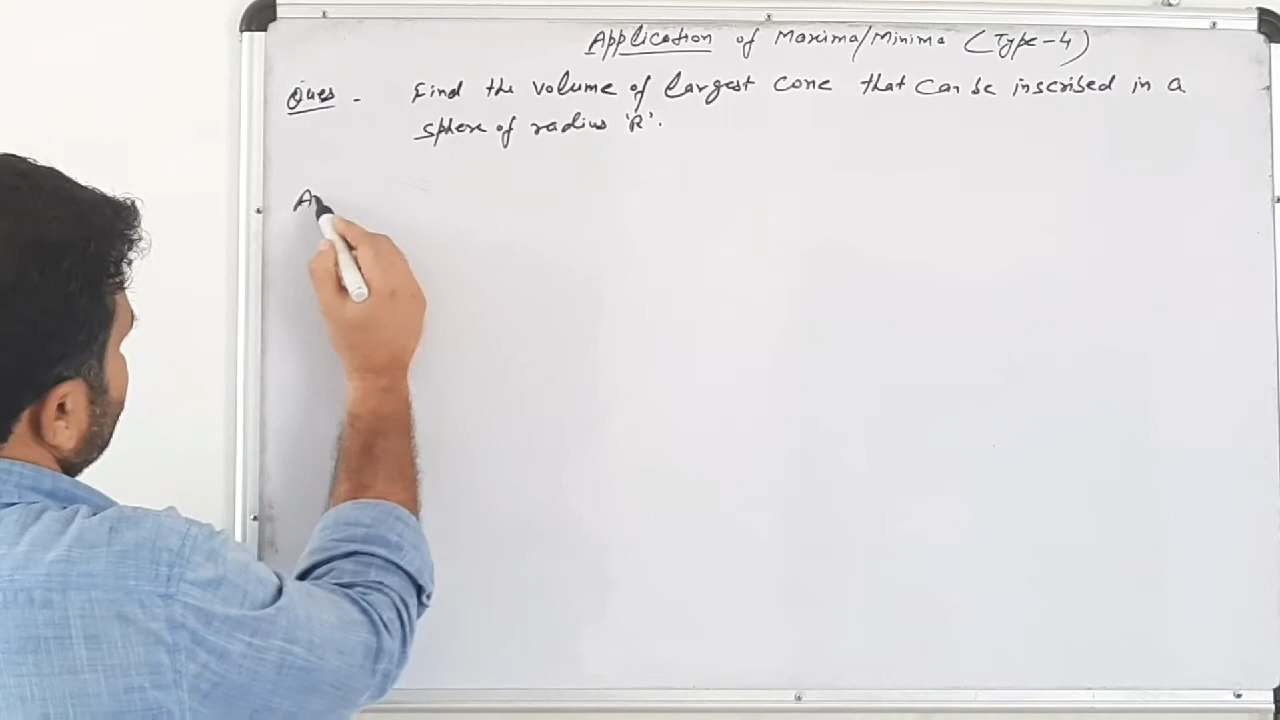 Application of Maxima/Minima (Type-4)
Ques - Find the volume of largest cone that can be inscribed in a
sphere of radius 'R'.
A